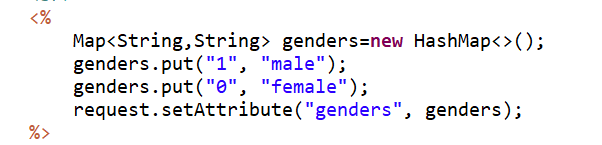 <%
Map<String,String> genders=new HashMap<>();
genders.put("1", "male");
genders.put("0", "female");
request.setAttribute("genders", genders);
%>